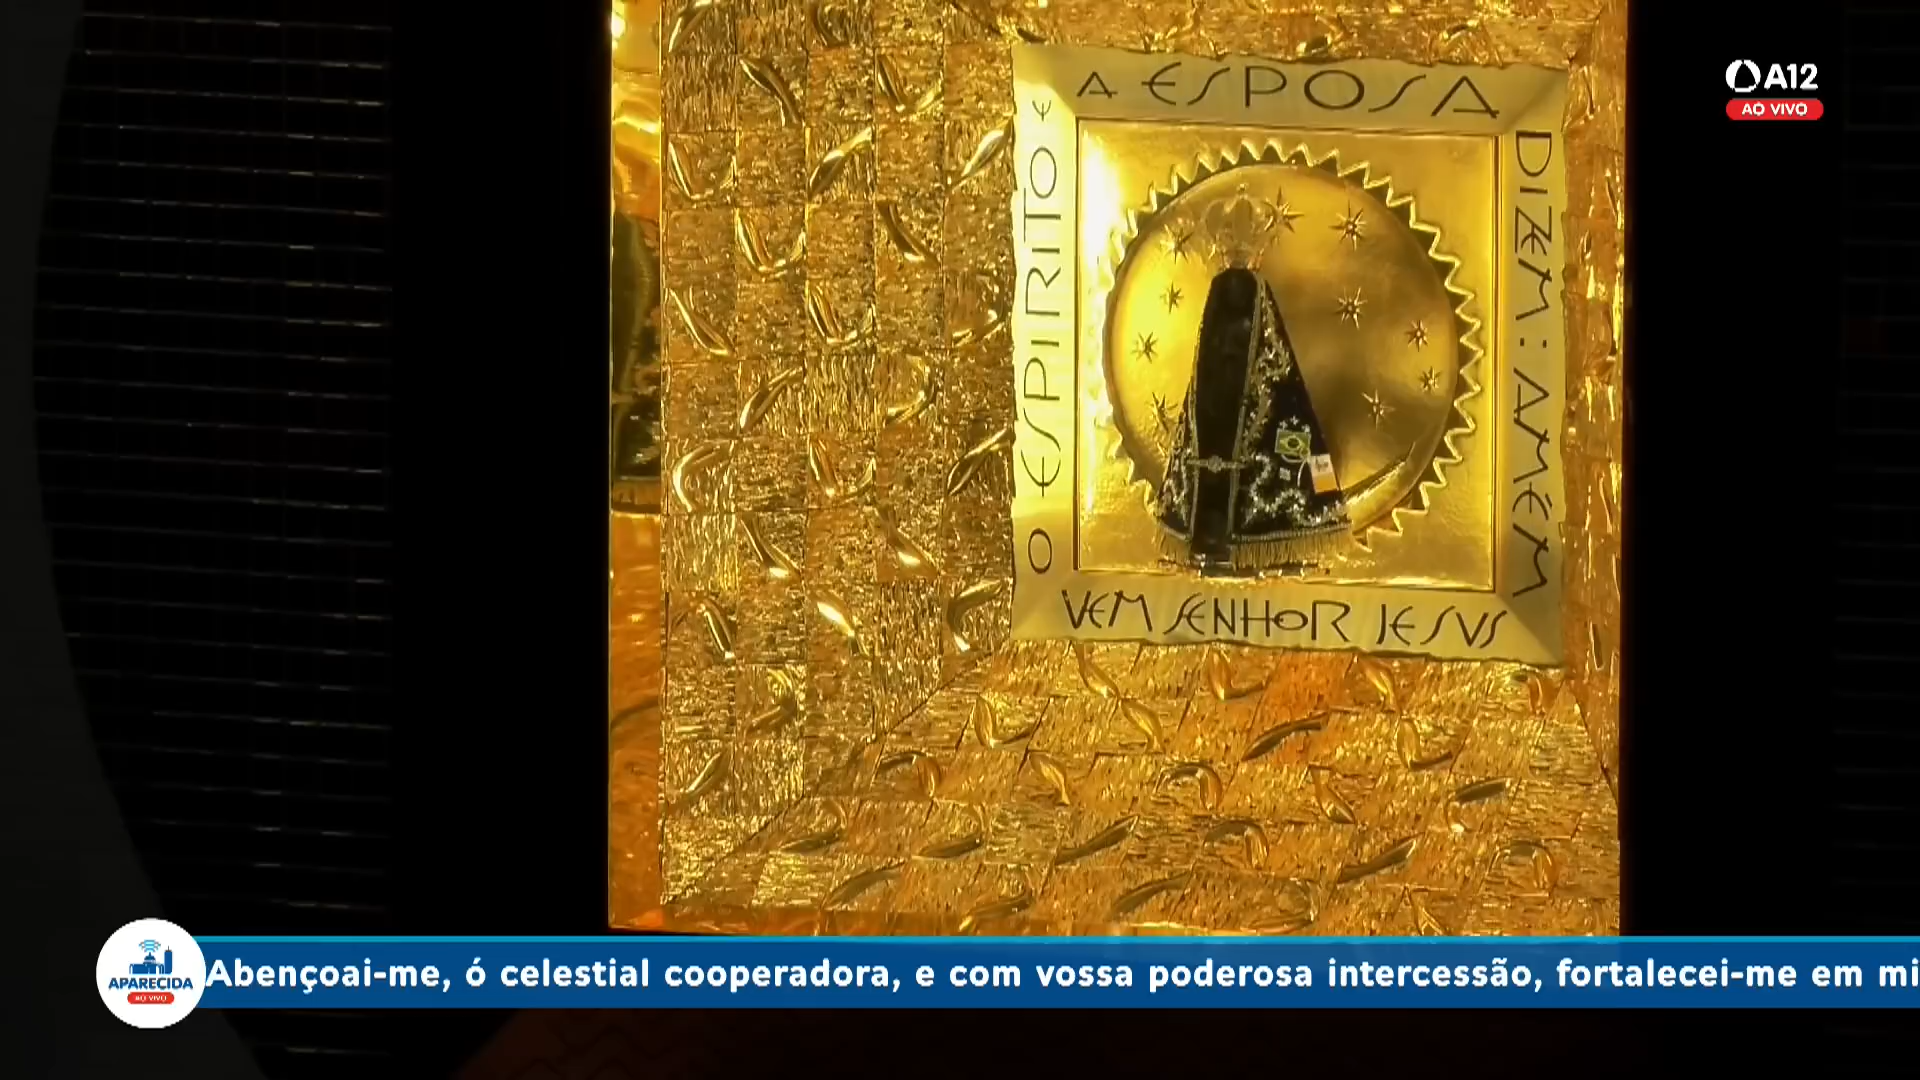 A12
AO VIVO
O ESPIRITO E
A ESPOSA
DIZEM: AMÉM
VEM SENHOR JESUS
APARECIDA
AO VIVO
Abençoai-me, ó celestial cooperadora, e com vossa poderosa intercessão, fortalecei-me em mi